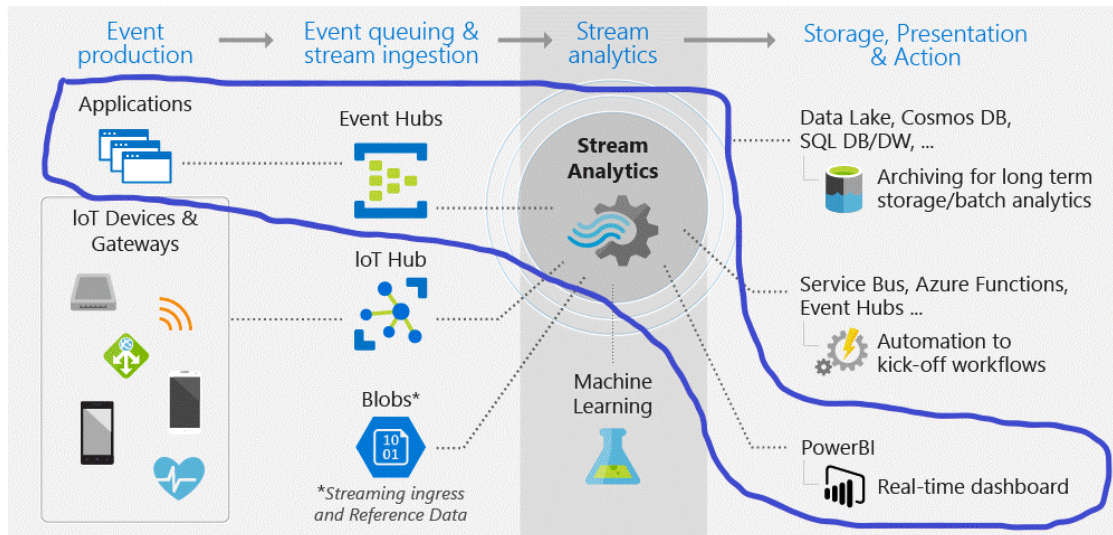 Event
production
Event queuing &
stream ingestion
Stream
analytics
Storage, Presentation
& Action
Applications
Event Hubs
Stream
Analytics
Data Lake, Cosmos DB,
SQL DB/DW, ...
Archiving for long term
storage/batch analytics
IoT Devices &
Gateways
IoT Hub
Service Bus, Azure Functions,
Event Hubs ...
Automation to
kick-off workflows
Blobs*
10
01
*Streaming ingress
and Reference Data
Machine
Learning
PowerBI
Real-time dashboard